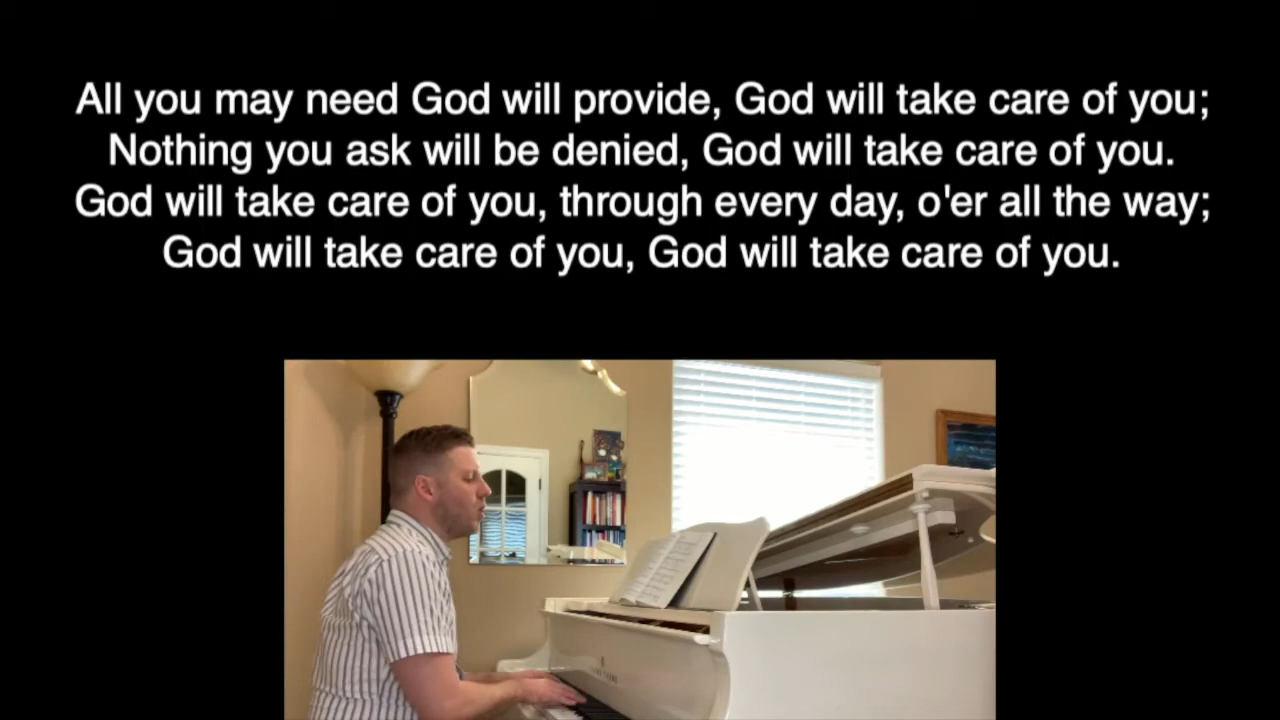 All you may need God will provide, God will take care of you;
Nothing you ask will be denied, God will take care of you.
God will take care of you, through every day, o'er all the way;
God will take care of you, God will take care of you.